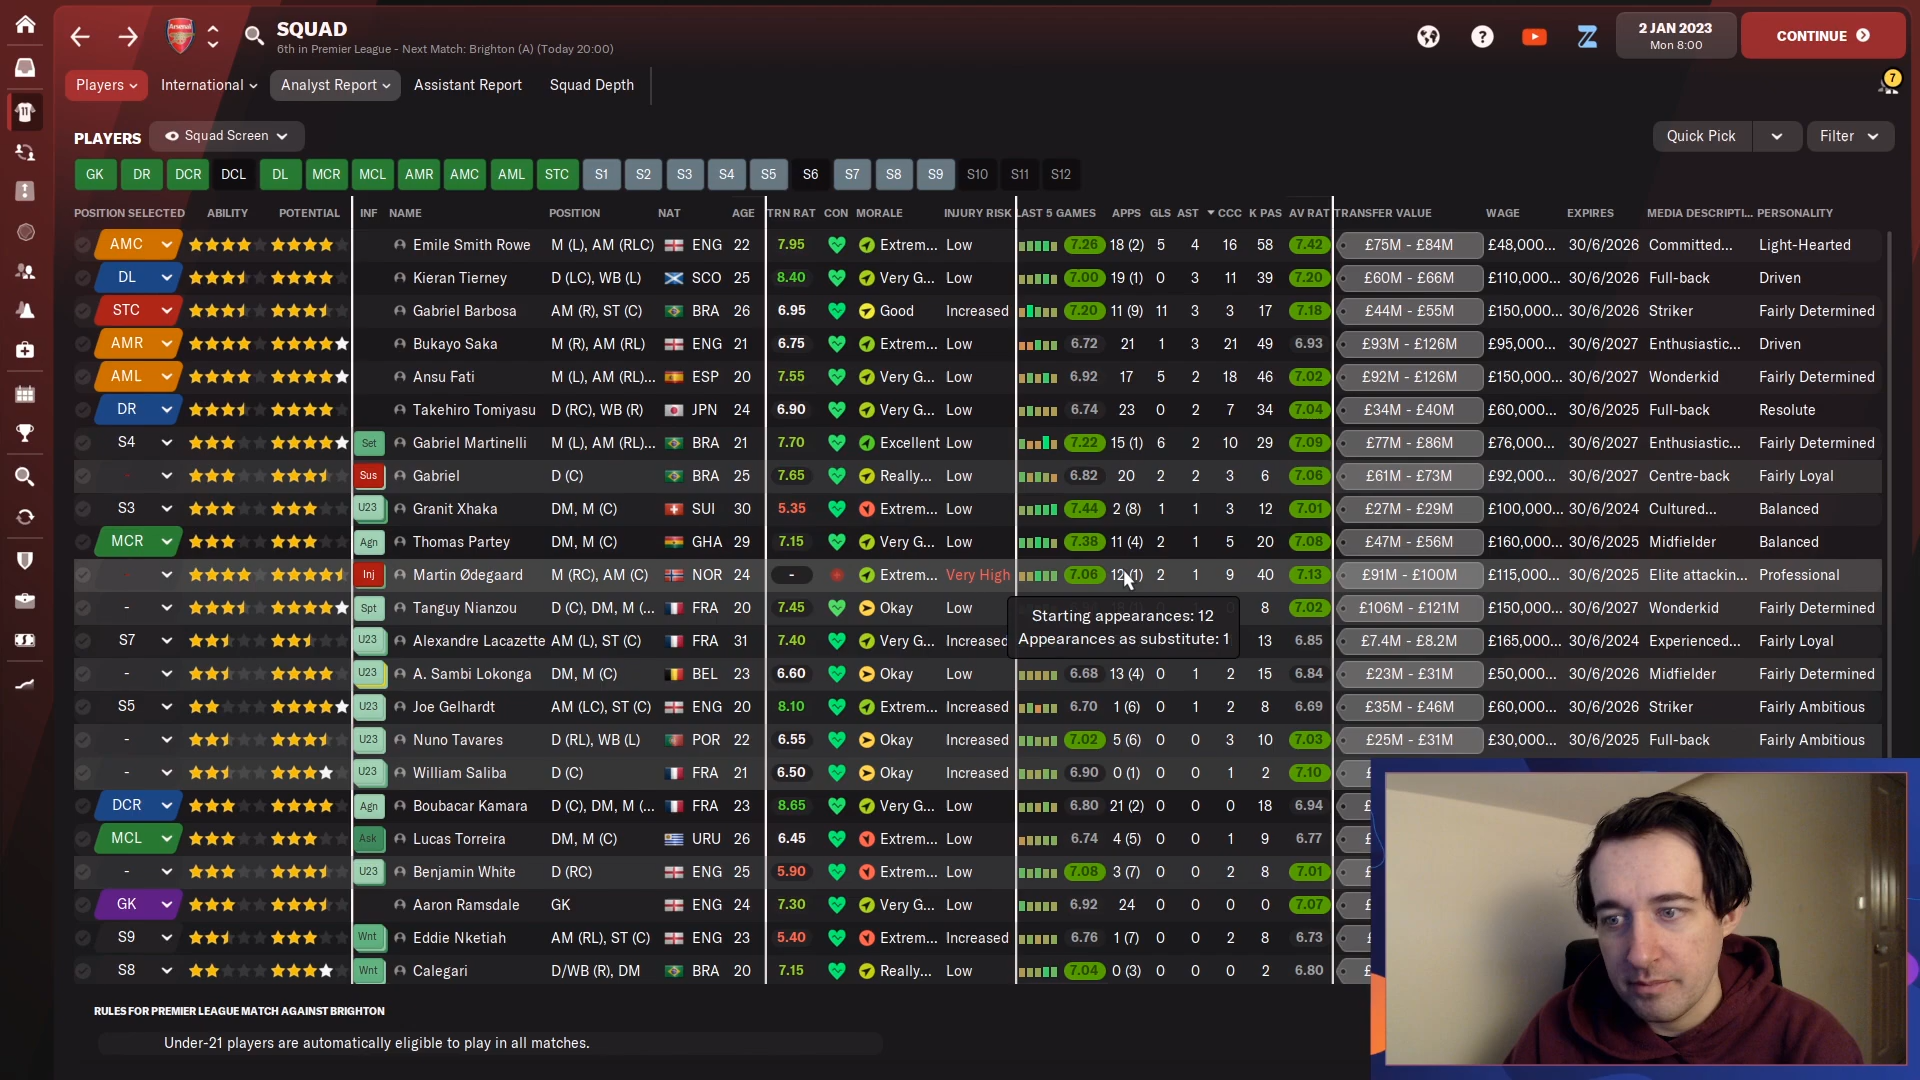 SQUAD
6th in Premier League - Next Match: Brighton (A) (Today 20:00)
2 JAN 2023
Mon 8:00
CONTINUE
7
Players International Analyst Report Assistant Report Squad Depth
PLAYERS Squad Screen Quick Pick Filter
GK DR DCR DCL DL MCR MCL AMR AMC AML STC S1 S2 S3 S4 S5 S6 S7 S8 S9 S10 S11 S12
POSITION SELECTED ABILITY POTENTIAL INF NAME POSITION NAT AGE TRN RAT CON MORALE INJURY RISK LAST 5 GAMES APPS GLS AST CCC K PAS AV RAT TRANSFER VALUE WAGE EXPIRES MEDIA DESCRIPTI... PERSONALITY
AMC Emile Smith Rowe M (L), AM (RLC) ENG 22 7.95 Extrem... Low 7.26 18 (2) 5 4 16 58 7.42 £75M - £84M £48,000... 30/6/2026 Committed... Light-Hearted
DL Kieran Tierney D (LC), WB (L) SCO 25 8.40 Very G... Low 7.00 19 (1) 0 3 11 39 7.20 £60M - £66M £110,000... 30/6/2026 Full-back Driven
STC Gabriel Barbosa AM (R), ST (C) BRA 26 6.95 Good Increased 7.20 11 (9) 11 3 3 17 7.18 £44M - £55M £150,000... 30/6/2026 Striker Fairly Determined
AMR Bukayo Saka M (R), AM (RL) ENG 21 6.75 Extrem... Low 6.72 21 1 3 21 49 6.93 £93M - £126M £95,000... 30/6/2027 Enthusiastic... Driven
AML Ansu Fati M (L), AM (RL)... ESP 20 7.55 Very G... Low 6.92 17 5 2 18 46 7.02 £92M - £126M £150,000... 30/6/2027 Wonderkid Fairly Determined
DR Takehiro Tomiyasu D (RC), WB (R) JPN 24 6.90 Very G... Low 6.74 23 0 2 7 34 7.04 £34M - £40M £60,000... 30/6/2025 Full-back Resolute
S4 Set Gabriel Martinelli M (L), AM (RL)... BRA 21 7.70 Excellent Low 7.22 15 (1) 6 2 10 29 7.09 £77M - £86M £76,000... 30/6/2027 Enthusiastic... Fairly Determined
- Sus Gabriel D (C) BRA 25 7.65 Really... Low 6.82 20 2 2 3 6 7.06 £61M - £73M £92,000... 30/6/2027 Centre-back Fairly Loyal
S3 U23 Granit Xhaka DM, M (C) SUI 30 5.35 Extrem... Low 7.44 2 (8) 1 1 3 12 7.01 £27M - £29M £100,000... 30/6/2024 Cultured... Balanced
MCR Agn Thomas Partey DM, M (C) GHA 29 7.15 Very G... Low 7.38 11 (4) 2 1 5 20 7.08 £47M - £56M £160,000... 30/6/2025 Midfielder Balanced
- Inj Martin Ødegaard M (RC), AM (C) NOR 24 - Extrem... Very High 7.06 12 (1) 2 1 9 40 7.13 £91M - £100M £115,000... 30/6/2026 Elite attackin... Professional
- Spt Tanguy Nianzou D (C), DM, M (... FRA 20 7.45 Okay Low 8 7.02 £106M - £121M £150,000... 30/6/2027 Wonderkid Fairly Determined
Starting appearances: 12
Appearances as substitute: 1
S7 U23 Alexandre Lacazette AM (L), ST (C) FRA 31 7.40 Very G... Increased 13 6.85 £7.4M - £8.2M £165,000... 30/6/2024 Experienced... Fairly Loyal
- U23 A. Sambi Lokonga DM, M (C) BEL 23 6.60 Okay Low 6.68 13 (4) 0 1 2 15 6.84 £23M - £31M £50,000... 30/6/2026 Midfielder Fairly Determined
S5 U23 Joe Gelhardt AM (LC), ST (C) ENG 20 8.10 Extrem... Increased 6.70 1 (6) 0 1 2 8 6.69 £35M - £46M £60,000... 30/6/2026 Striker Fairly Ambitious
- U23 Nuno Tavares D (RL), WB (L) POR 22 6.55 Okay Increased 7.02 5 (6) 0 0 3 10 7.03 £25M - £31M £30,000... 30/6/2025 Full-back Fairly Ambitious
- U23 William Saliba D (C) FRA 21 6.50 Okay Increased 6.90 0 (1) 0 0 1 2 7.10 £
DCR Agn Boubacar Kamara D (C), DM, M (... FRA 23 8.65 Very G... Low 6.80 21 (2) 0 0 0 18 6.94 £
MCL Ask Lucas Torreira DM, M (C) URU 26 6.45 Extrem... Low 6.74 4 (5) 0 0 1 9 6.77 £
- U23 Benjamin White D (RC) ENG 25 5.90 Extrem... Low 7.08 3 (7) 0 0 2 8 7.01 £
GK Aaron Ramsdale GK ENG 24 7.30 Very G... Low 6.92 24 0 0 0 0 7.07 £
S9 Wnt Eddie Nketiah AM (RL), ST (C) ENG 23 5.40 Extrem... Increased 6.76 1 (7) 0 0 2 8 6.73 £
S8 Wnt Calegari D/WB (R), DM BRA 20 7.15 Really... Low 7.04 0 (3) 0 0 0 2 6.80 £
RULES FOR PREMIER LEAGUE MATCH AGAINST BRIGHTON
Under-21 players are automatically eligible to play in all matches.